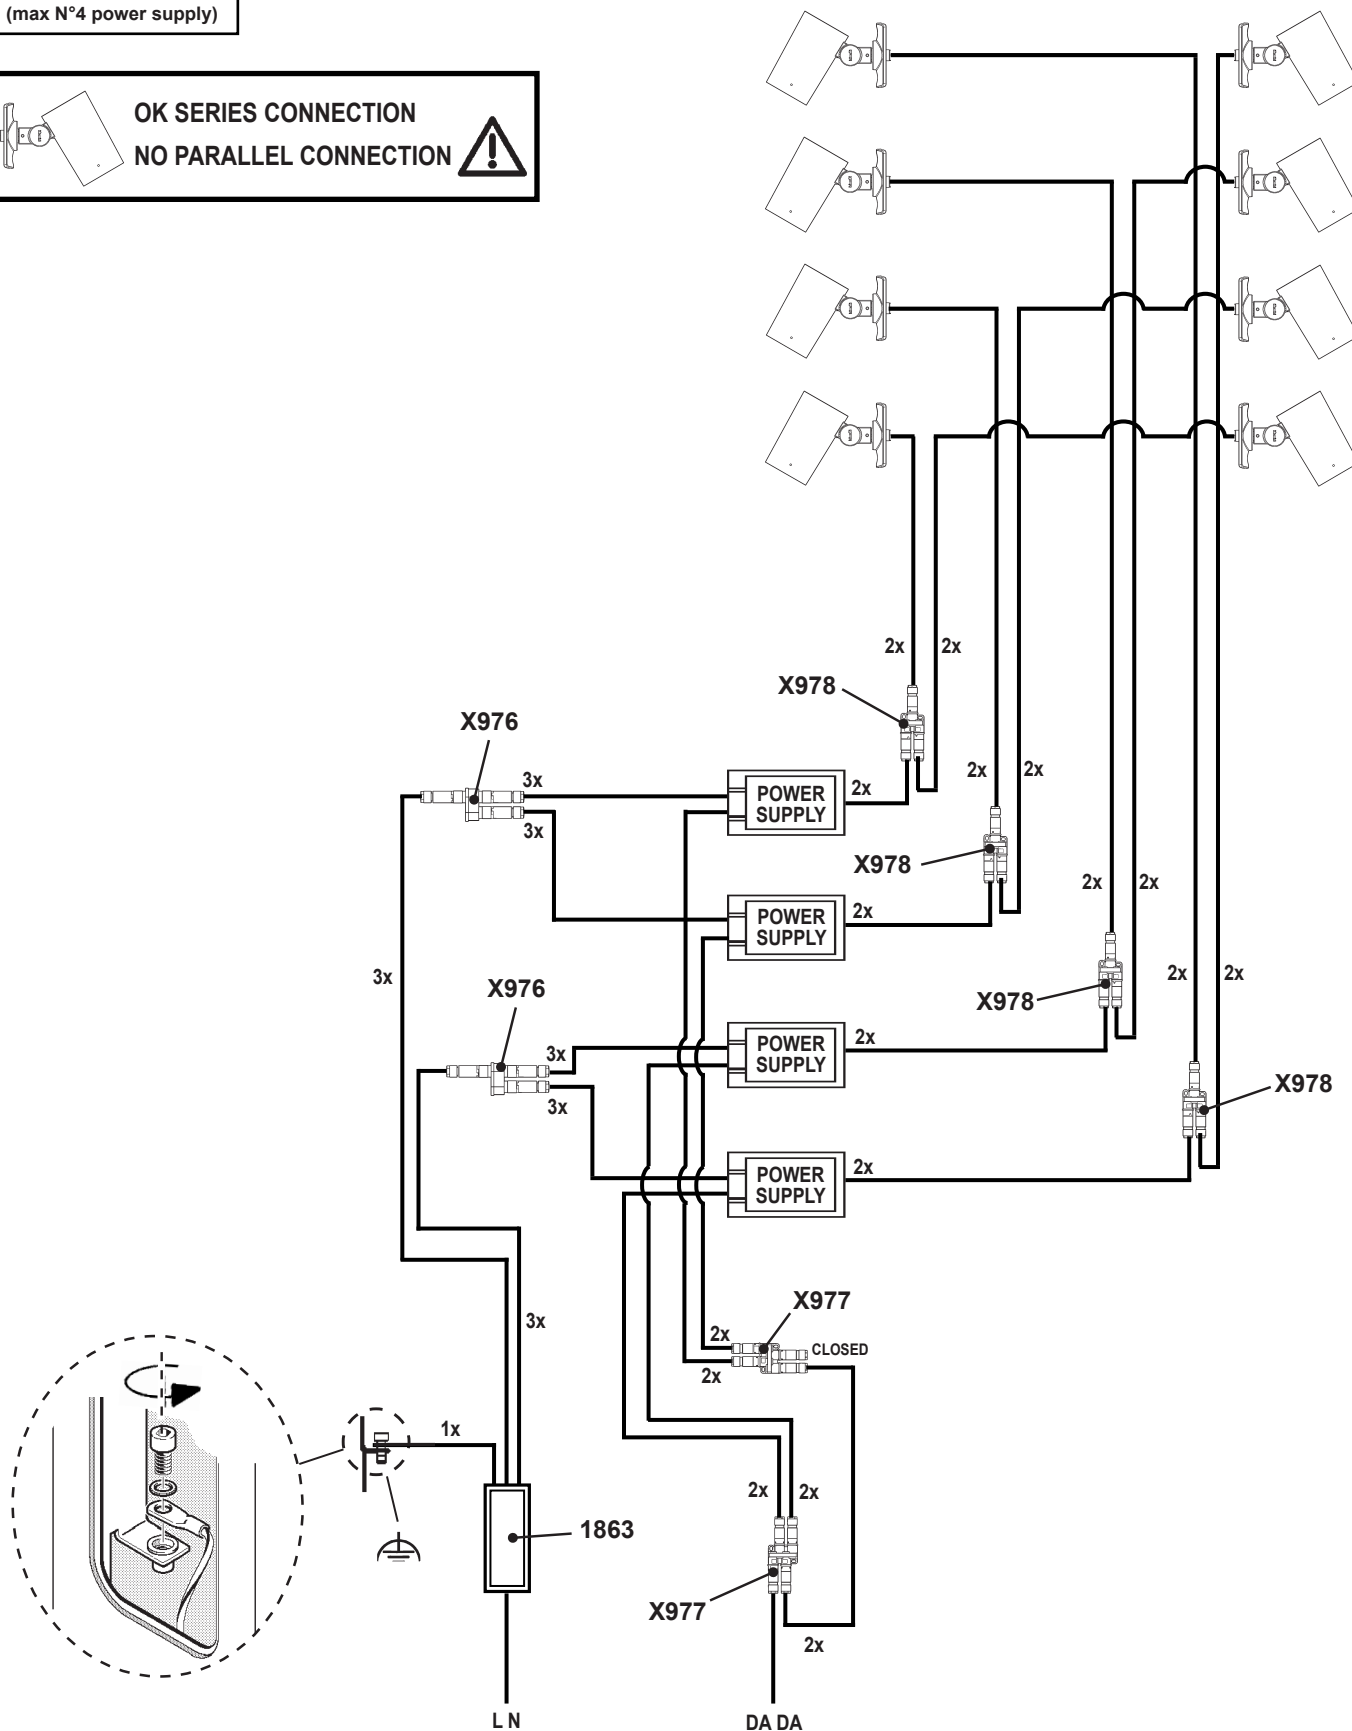 (max N°4 power supply)
OK SERIES CONNECTION
NO PARALLEL CONNECTION
2x
2x
X978
X976
3x
2x
2x
2x
POWER
SUPPLY
3x
X978
2x
2x
2x
POWER
SUPPLY
3x
2x
2x
X976
X978
2x
3x
POWER
SUPPLY
X978
3x
2x
POWER
SUPPLY
X977
3x
2x
CLOSED
2x
1x
2x
2x
1863
X977
2x
L N
DA DA